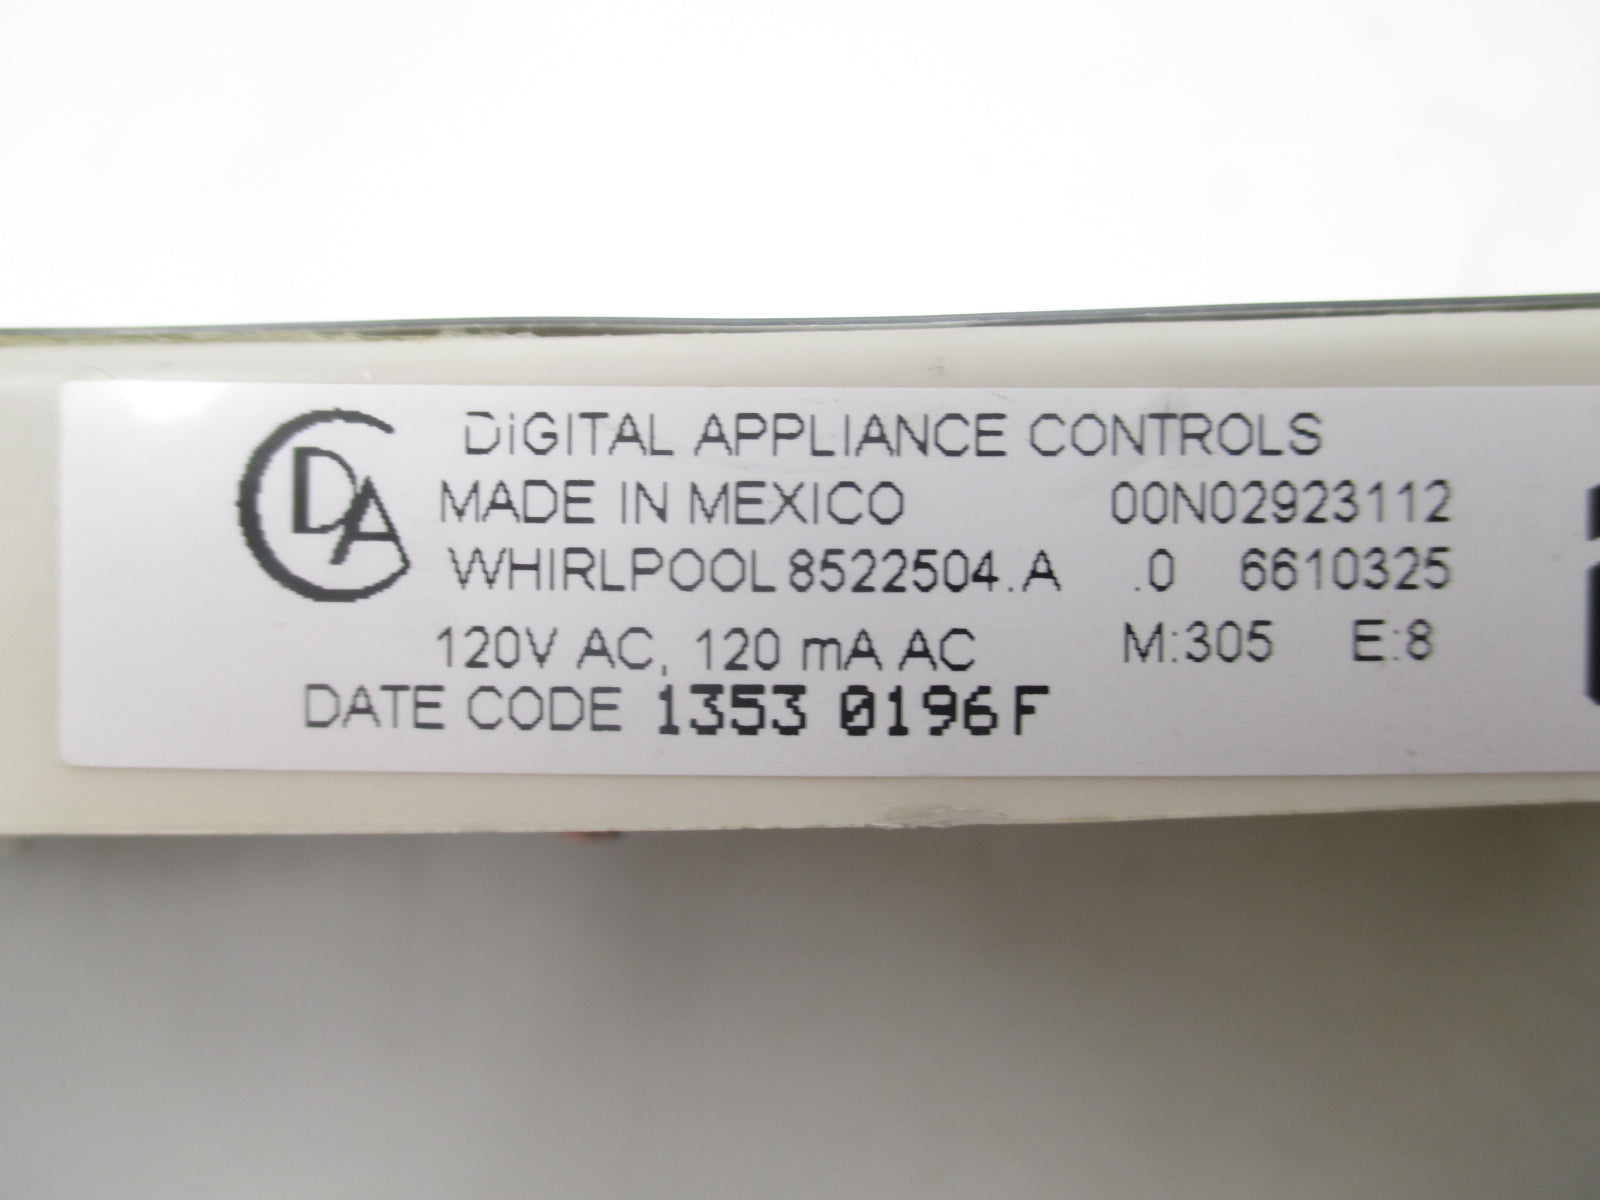 CDA
DiGITAL APPLIANCE CONTROLS
MADE IN MEXICO 00N02923112
WHIRLPOOL 8522504.A .0 6610325
120V AC, 120 mA AC M:305 E:8
DATE CODE 1353 0196F